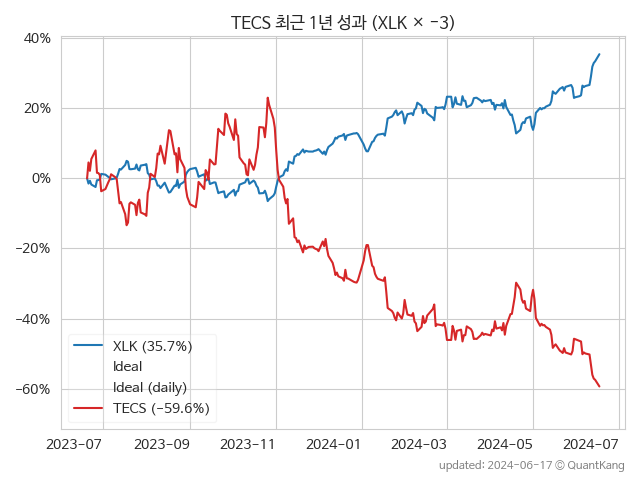 TECS 최근 1년 성과 (XLK × −3)
40%
20%
0%
−20%
−40%
−60%
XLK (35.7%)
Ideal
Ideal (daily)
TECS (−59.6%)
2023-07 2023-09 2023-11 2024-01 2024-03 2024-05 2024-07
updated: 2024-06-17 © QuantKang